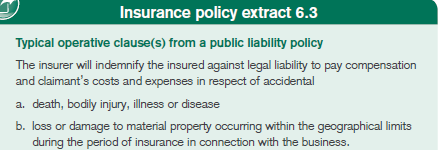 Insurance policy extract 6.3
Typical operative clause(s) from a public liability policy
The insurer will indemnify the insured against legal liability to pay compensation
and claimant's costs and expenses in respect of accidental
a. death, bodily injury, illness or disease
b. loss or damage to material property occurring within the geographical limits
during the period of insurance in connection with the business.